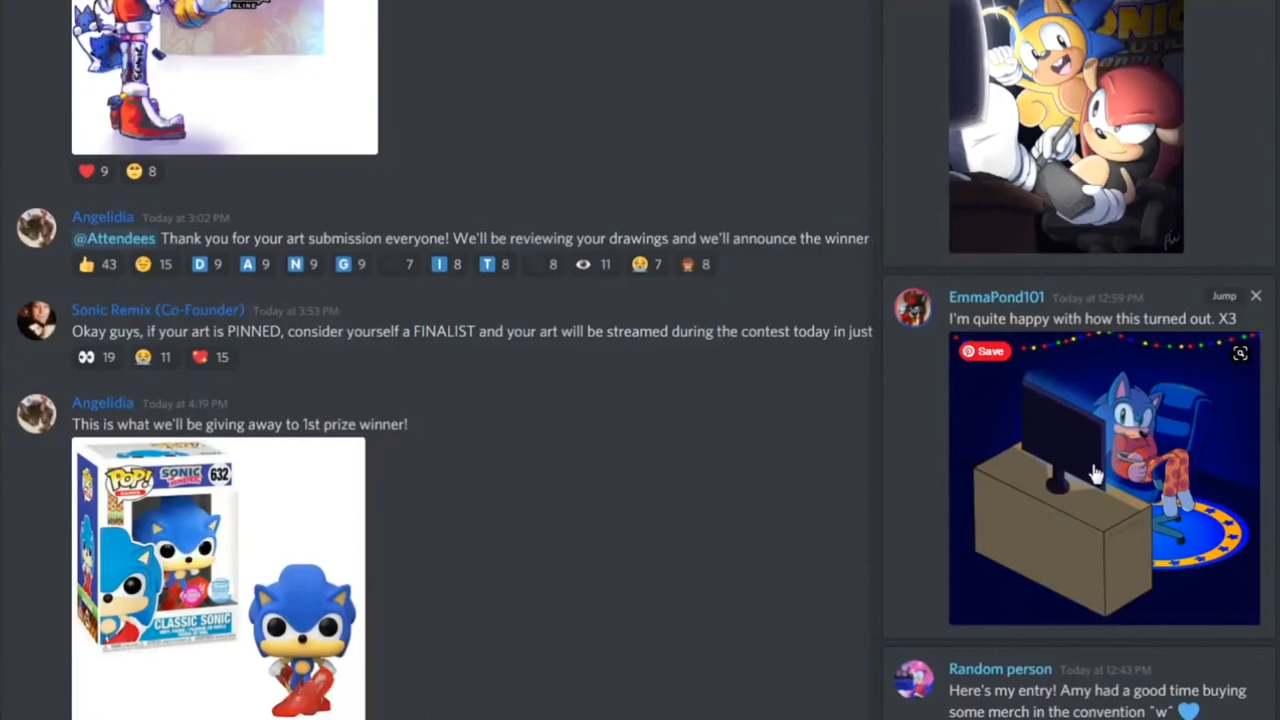 ONLINE
9 8
Angelidia Today at 3:02 PM
@Attendees Thank you for your art submission everyone! We'll be reviewing your drawings and we'll announce the winner
43 15 D 9 A 9 N 9 G 9 7 I 8 T 8 8 11 7 8
Sonic Remix (Co-Founder) Today at 3:53 PM
Okay guys, if your art is PINNED, consider yourself a FINALIST and your art will be streamed during the contest today in just
19 11 15
Angelidia Today at 4:19 PM
This is what we'll be giving away to 1st prize winner!
POP!
GAMES
SONIC
632
CLASSIC SONIC
SONIC
EmmaPond101 Today at 12:59 PM Jump
I'm quite happy with how this turned out. X3
Save
Random person Today at 12:43 PM
Here's my entry! Amy had a good time buying
some merch in the convention ˆwˆ